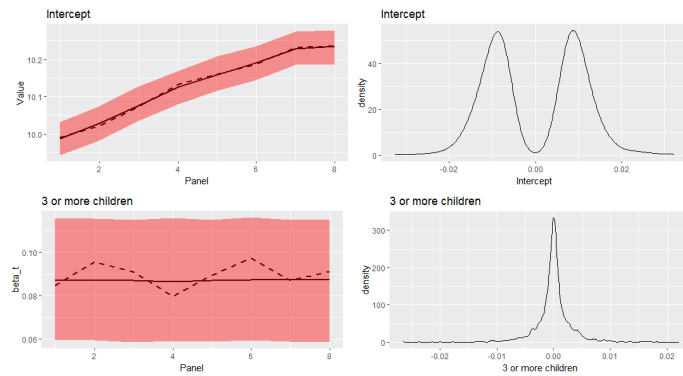 Intercept
Value
10.2
10.1
10.0
2
4
6
8
Panel
Intercept
density
40
20
0
-0.02
0.00
0.02
Intercept
3 or more children
beta_t
0.10
0.08
0.06
2
4
6
8
Panel
3 or more children
density
300
200
100
0
-0.02
-0.01
0.00
0.01
0.02
3 or more children